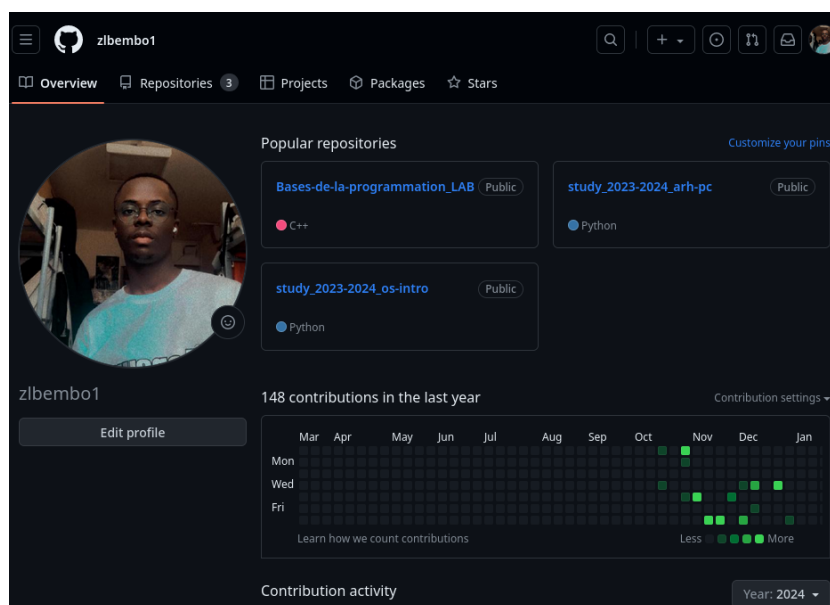 zlbembo1
Overview Repositories 3 Projects Packages Stars
Popular repositories Customize your pins
Bases-de-la-programmation_LAB Public
C++
study_2023-2024_arh-pc Public
Python
study_2023-2024_os-intro Public
Python
zlbembo1
Edit profile
148 contributions in the last year Contribution settings
Mar Apr May Jun Jul Aug Sep Oct Nov Dec Jan
Mon
Wed
Fri
Learn how we count contributions Less More
Contribution activity Year: 2024